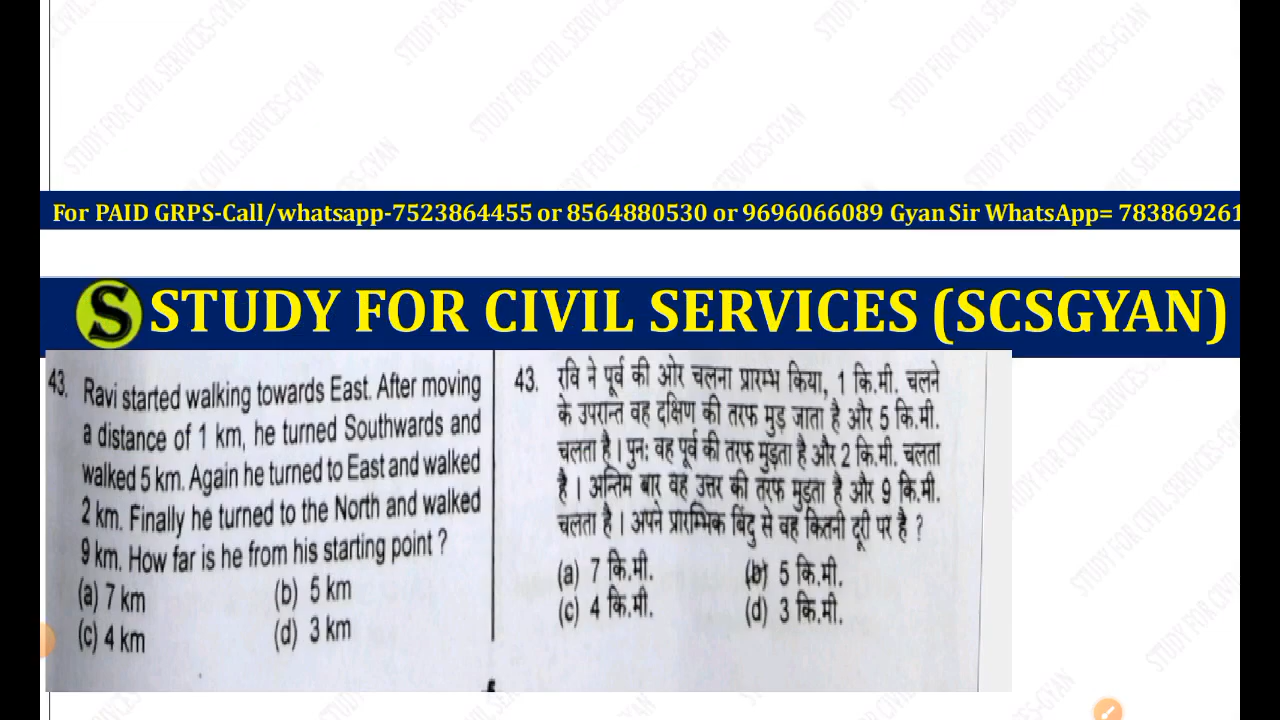 For PAID GRPS-Call/whatsapp-7523864455 or 8564880530 or 9696066089 Gyan Sir WhatsApp= 783869261
S STUDY FOR CIVIL SERVICES (SCSGYAN)
43. Ravi started walking towards East. After moving
a distance of 1 km, he turned Southwards and
walked 5 km. Again he turned to East and walked
2 km. Finally he turned to the North and walked
9 km. How far is he from his starting point ?
(a) 7 km (b) 5 km
(c) 4 km (d) 3 km
43. रवि ने पूर्व की ओर चलना प्रारम्भ किया, 1 कि.मी. चलने
के उपरान्त वह दक्षिण की तरफ मुड़ जाता है और 5 कि.मी.
चलता है। पुनः वह पूर्व की तरफ मुड़ता है और 2 कि.मी. चलता
है। अन्तिम बार वह उत्तर की तरफ मुड़ता है और 9 कि.मी.
चलता है। अपने प्रारम्भिक बिंदु से वह कितनी दूरी पर है ?
(a) 7 कि.मी. (b) 5 कि.मी.
(c) 4 कि.मी. (d) 3 कि.मी.
STUDY FOR CIVIL SERIVCES-GYAN